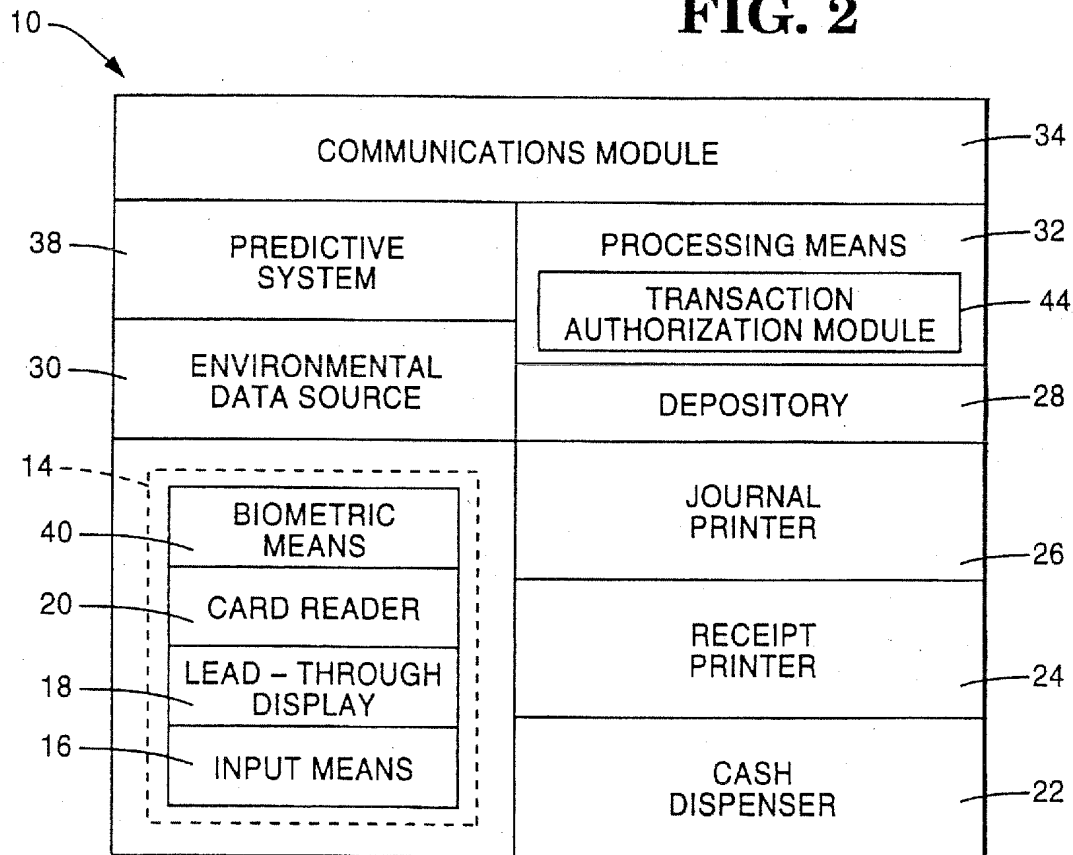 FIG. 2
10
COMMUNICATIONS MODULE
34
38
PREDICTIVE
SYSTEM
PROCESSING MEANS
32
TRANSACTION
AUTHORIZATION MODULE
44
30
ENVIRONMENTAL
DATA SOURCE
DEPOSITORY
28
14
BIOMETRIC
MEANS
40
JOURNAL
PRINTER
26
20
CARD READER
RECEIPT
PRINTER
24
18
LEAD – THROUGH
DISPLAY
16
INPUT MEANS
CASH
DISPENSER
22